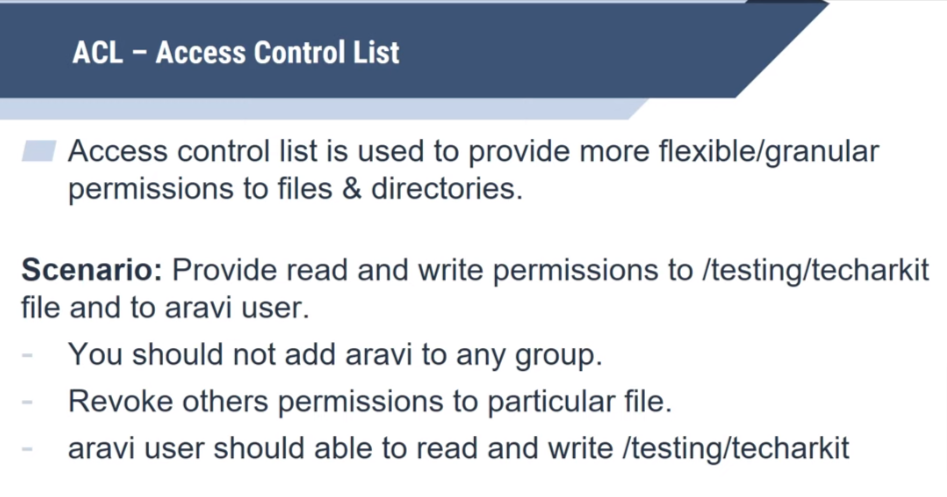 ACL – Access Control List
Access control list is used to provide more flexible/granular
permissions to files & directories.
Scenario: Provide read and write permissions to /testing/techarkit
file and to aravi user.
- You should not add aravi to any group.
- Revoke others permissions to particular file.
- aravi user should able to read and write /testing/techarkit